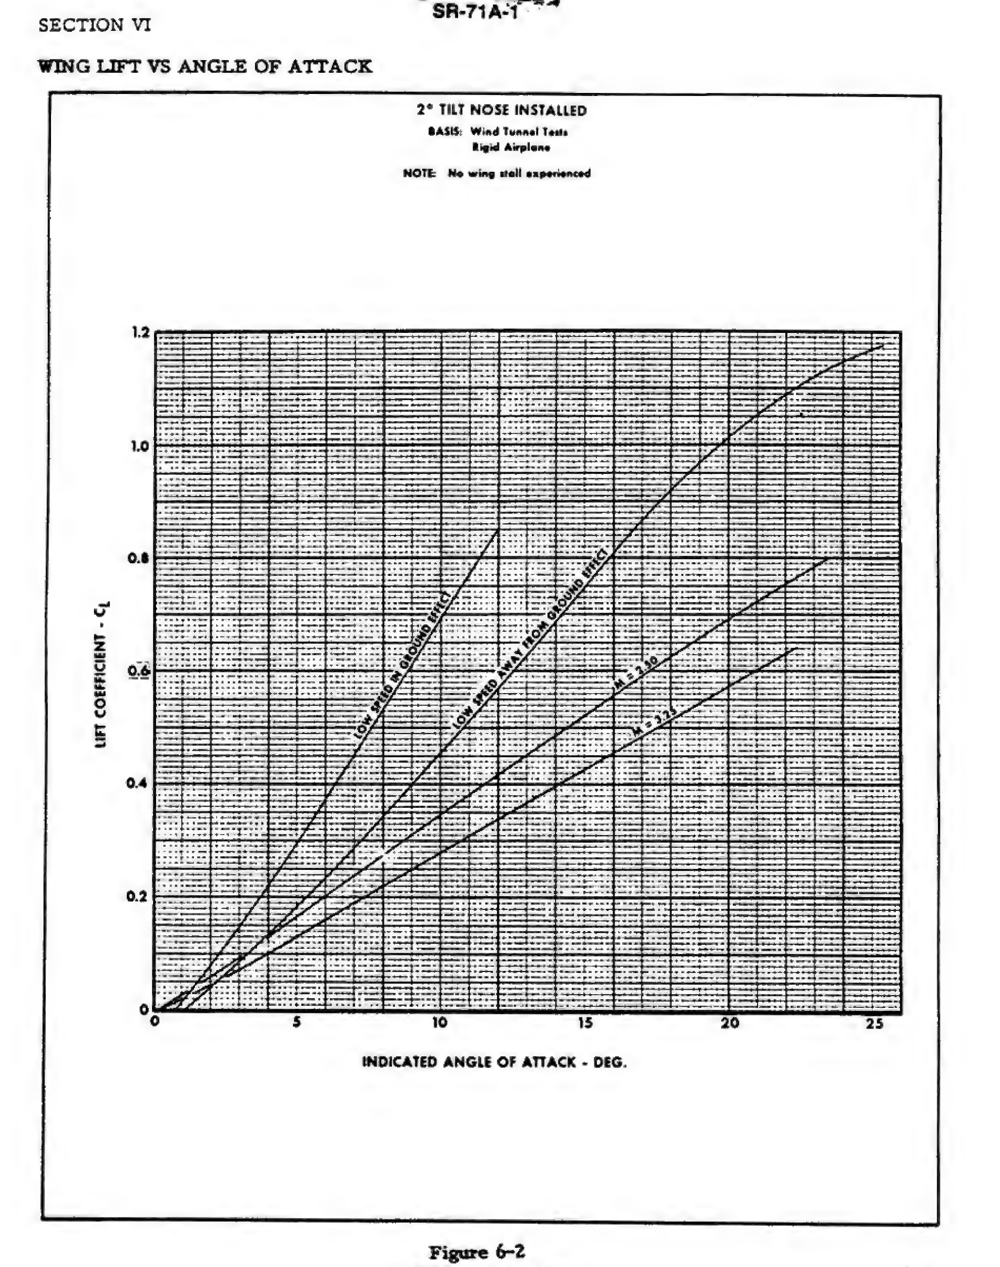 SR-71A-1
SECTION VI
WING LIFT VS ANGLE OF ATTACK
2° TILT NOSE INSTALLED
BASIS: Wind Tunnel Tests
Rigid Airplane
NOTE: No wing stall experienced
1.2
1.0
0.8
0.6
0.4
0.2
0
LIFT COEFFICIENT - CL
LOW SPEED IN GROUND EFFECT
LOW SPEED AWAY FROM GROUND EFFECT
M = 2.50
M = 3.25
0 5 10 15 20 25
INDICATED ANGLE OF ATTACK - DEG.
Figure 6-2